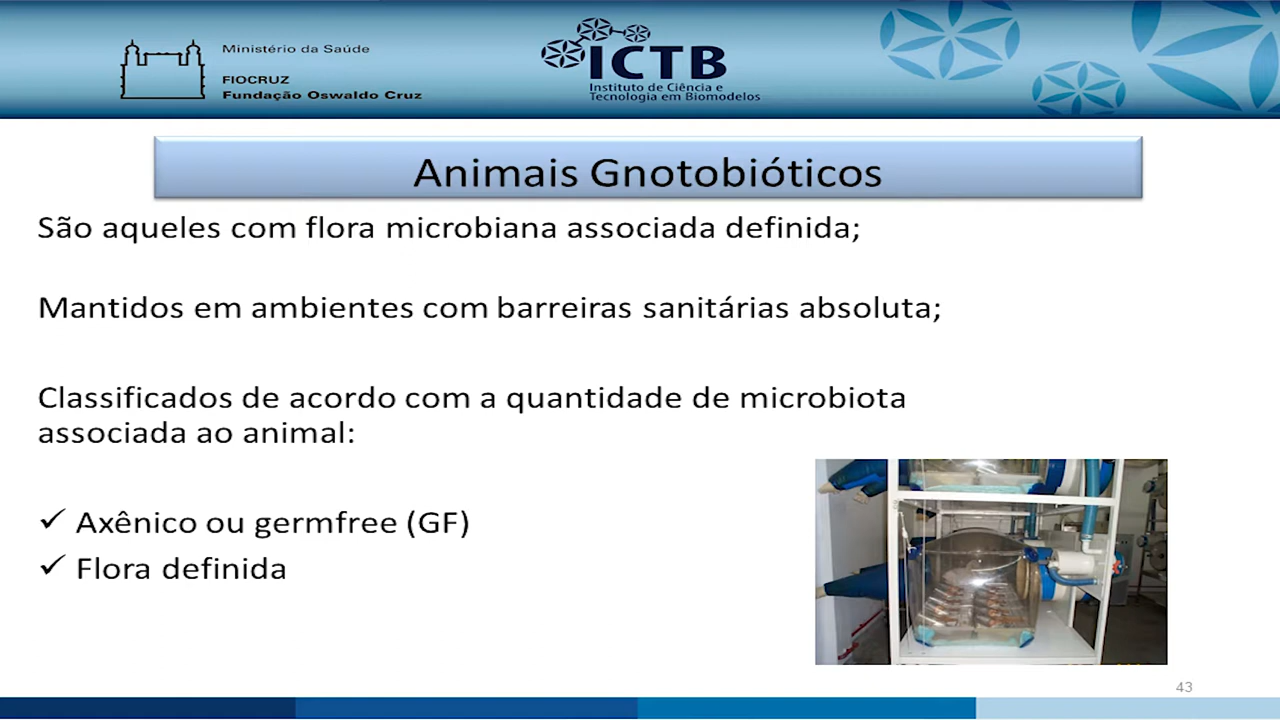 Ministério da Saúde
FIOCRUZ
Fundação Oswaldo Cruz
ICTB
Instituto de Ciência e
Tecnologia em Biomodelos
Animais Gnotobióticos
São aqueles com flora microbiana associada definida;
Mantidos em ambientes com barreiras sanitárias absoluta;
Classificados de acordo com a quantidade de microbiota
associada ao animal:
✓ Axênico ou germfree (GF)
✓ Flora definida
43